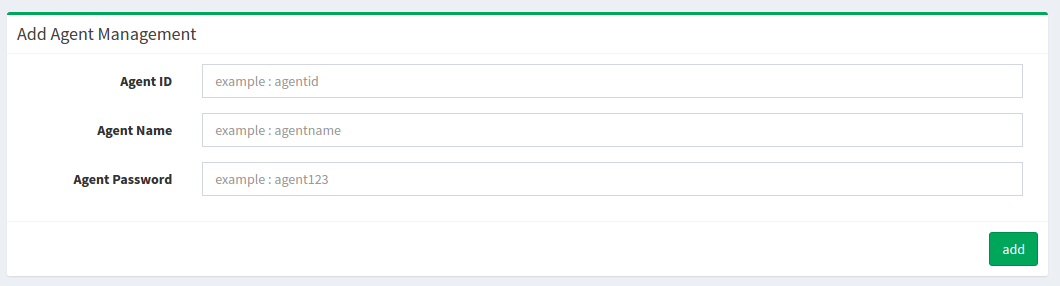 Add Agent Management
Agent ID example : agentid
Agent Name example : agentname
Agent Password example : agent123
add